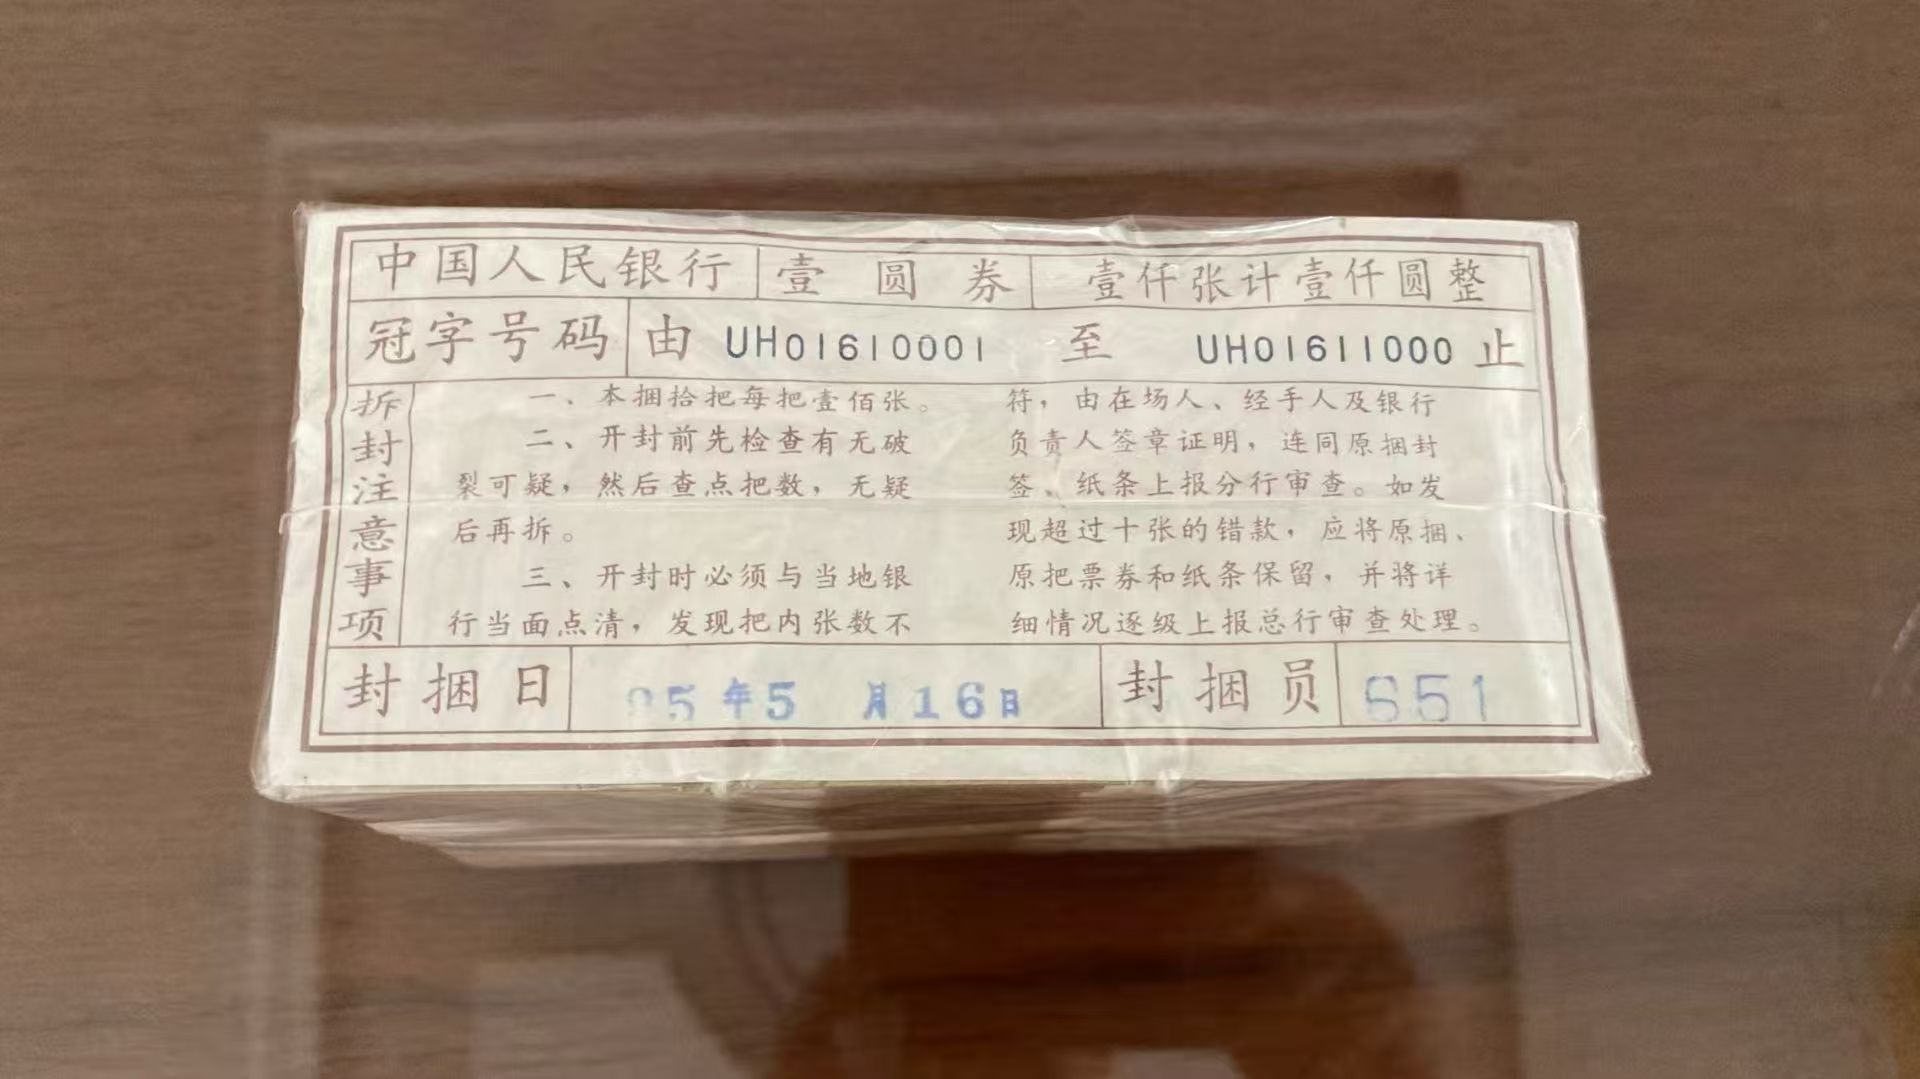 中国人民银行 壹圆券 壹仟张计壹仟圆整
冠字号码 由 UH01610001 至 UH01611000 止
拆封注意事项
一、本捆拾把每把壹佰张。
二、开封前先检查有无破
裂可疑，然后查点把数，无疑
后再拆。
三、开封时必须与当地银
行当面点清，发现把内张数不
符，由在场人、经手人及银行
负责人签章证明，连同原捆封
签、纸条上报分行审查。如发
现超过十张的错款，应将原捆、
原把票券和纸条保留，并将详
细情况逐级上报总行审查处理。
封捆日 95年5月16日 封捆员 S51